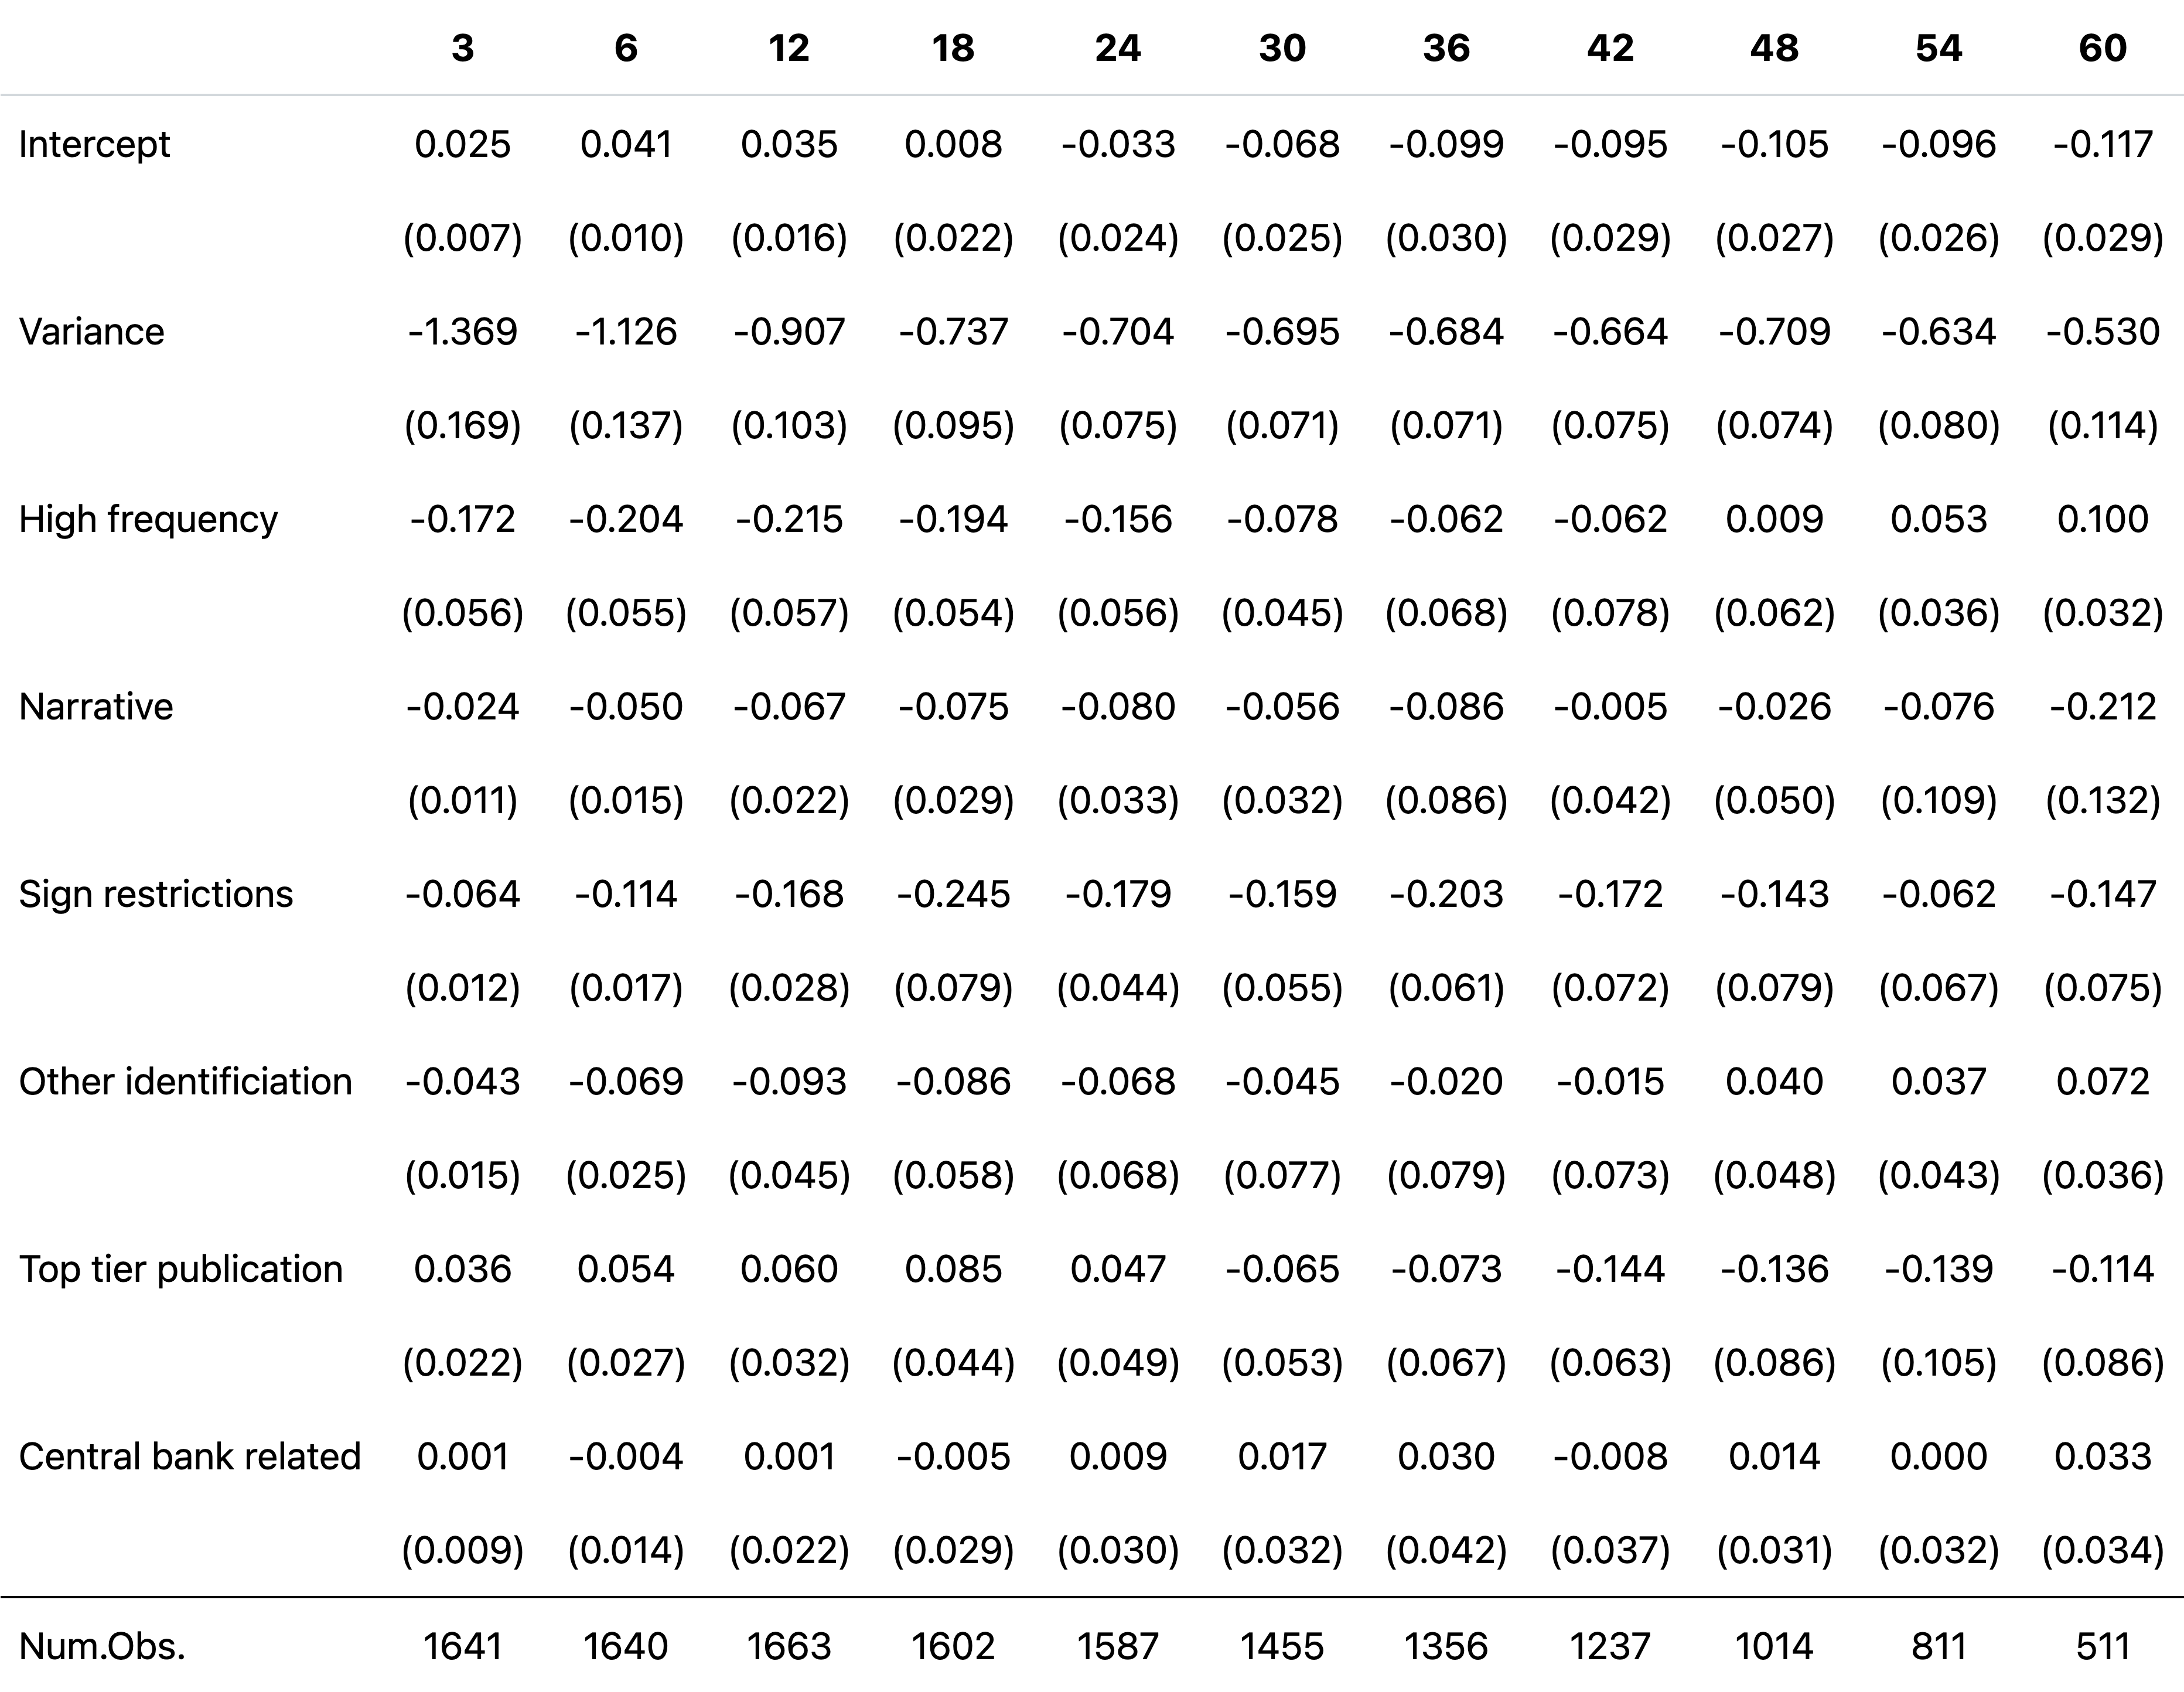 3 6 12 18 24 30 36 42 48 54 60
Intercept 0.025 0.041 0.035 0.008 -0.033 -0.068 -0.099 -0.095 -0.105 -0.096 -0.117
(0.007) (0.010) (0.016) (0.022) (0.024) (0.025) (0.030) (0.029) (0.027) (0.026) (0.029)
Variance -1.369 -1.126 -0.907 -0.737 -0.704 -0.695 -0.684 -0.664 -0.709 -0.634 -0.530
(0.169) (0.137) (0.103) (0.095) (0.075) (0.071) (0.071) (0.075) (0.074) (0.080) (0.114)
High frequency -0.172 -0.204 -0.215 -0.194 -0.156 -0.078 -0.062 -0.062 0.009 0.053 0.100
(0.056) (0.055) (0.057) (0.054) (0.056) (0.045) (0.068) (0.078) (0.062) (0.036) (0.032)
Narrative -0.024 -0.050 -0.067 -0.075 -0.080 -0.056 -0.086 -0.005 -0.026 -0.076 -0.212
(0.011) (0.015) (0.022) (0.029) (0.033) (0.032) (0.086) (0.042) (0.050) (0.109) (0.132)
Sign restrictions -0.064 -0.114 -0.168 -0.245 -0.179 -0.159 -0.203 -0.172 -0.143 -0.062 -0.147
(0.012) (0.017) (0.028) (0.079) (0.044) (0.055) (0.061) (0.072) (0.079) (0.067) (0.075)
Other identificiation -0.043 -0.069 -0.093 -0.086 -0.068 -0.045 -0.020 -0.015 0.040 0.037 0.072
(0.015) (0.025) (0.045) (0.058) (0.068) (0.077) (0.079) (0.073) (0.048) (0.043) (0.036)
Top tier publication 0.036 0.054 0.060 0.085 0.047 -0.065 -0.073 -0.144 -0.136 -0.139 -0.114
(0.022) (0.027) (0.032) (0.044) (0.049) (0.053) (0.067) (0.063) (0.086) (0.105) (0.086)
Central bank related 0.001 -0.004 0.001 -0.005 0.009 0.017 0.030 -0.008 0.014 0.000 0.033
(0.009) (0.014) (0.022) (0.029) (0.030) (0.032) (0.042) (0.037) (0.031) (0.032) (0.034)
Num.Obs. 1641 1640 1663 1602 1587 1455 1356 1237 1014 811 511